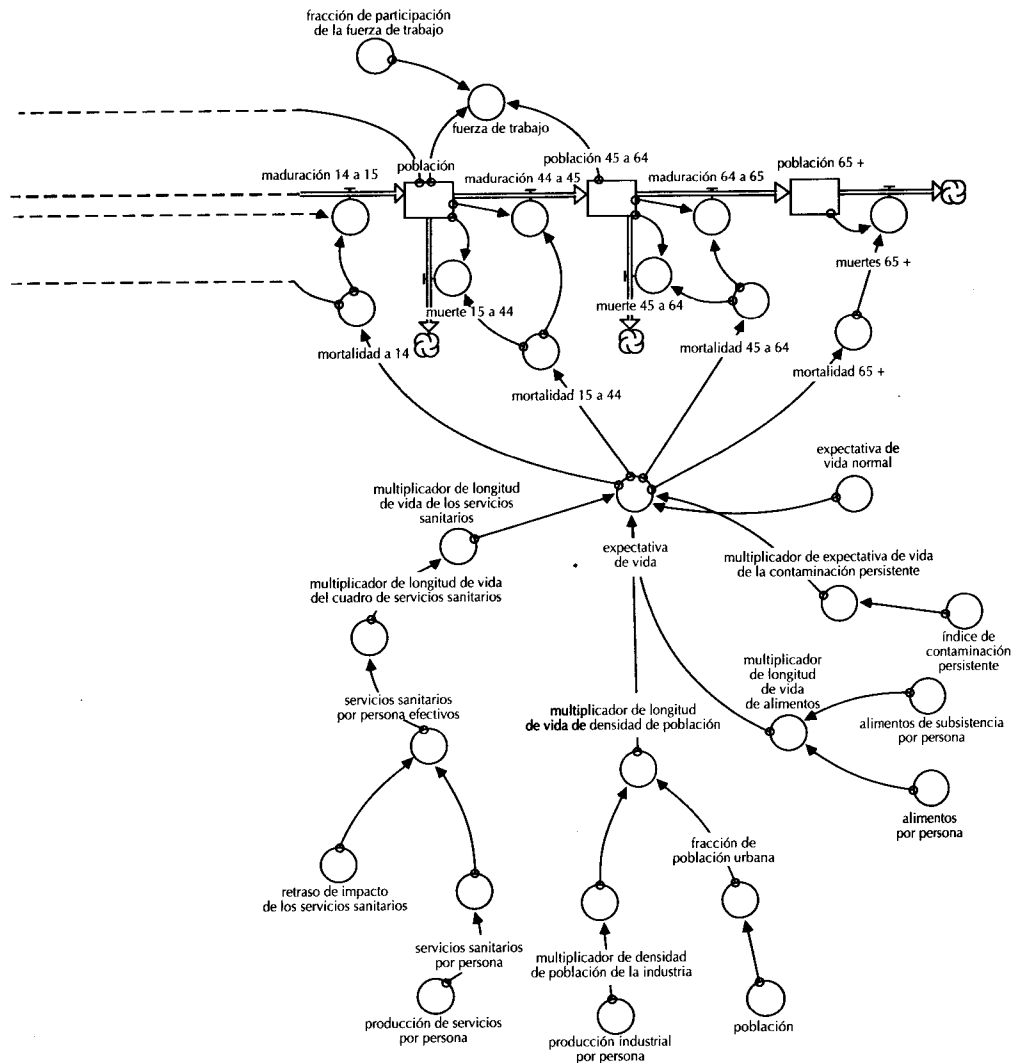 fracción de participación
de la fuerza de trabajo
fuerza de trabajo
maduración 14 a 15
población
maduración 44 a 45
población 45 a 64
maduración 64 a 65
población 65 +
muertes 65 +
muerte 15 a 44
muerte 45 a 64
mortalidad a 14
mortalidad 15 a 44
mortalidad 45 a 64
mortalidad 65 +
expectativa de
vida normal
multiplicador de longitud
de vida de los servicios
sanitarios
expectativa
de vida
multiplicador de expectativa de vida
de la contaminación persistente
multiplicador de longitud de vida
del cuadro de servicios sanitarios
índice de
contaminación
persistente
multiplicador
de longitud
de vida
de alimentos
servicios sanitarios
por persona efectivos
multiplicador de longitud
de vida de densidad de población
alimentos de subsistencia
por persona
alimentos
por persona
fracción de
población urbana
retraso de impacto
de los servicios sanitarios
servicios sanitarios
por persona
multiplicador de densidad
de población de la industria
producción de servicios
por persona
producción industrial
por persona
población